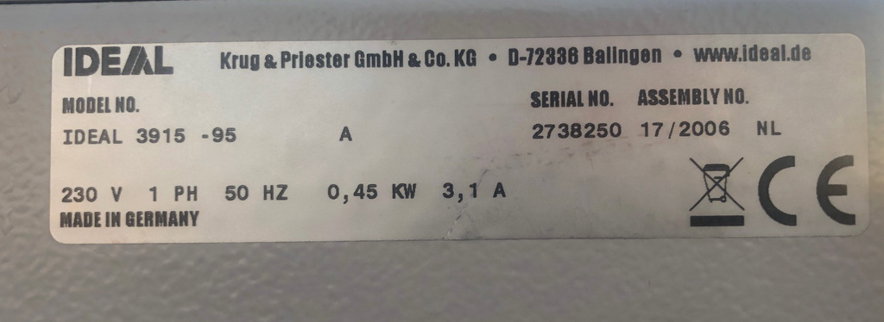 IDEAL Krug & Priester GmbH & Co. KG • D-72336 Balingen • www.ideal.de
MODEL NO. SERIAL NO. ASSEMBLY NO.
IDEAL 3915 -95 A 2738250 17/2006 NL
230 V 1 PH 50 HZ 0,45 KW 3,1 A
MADE IN GERMANY
CE